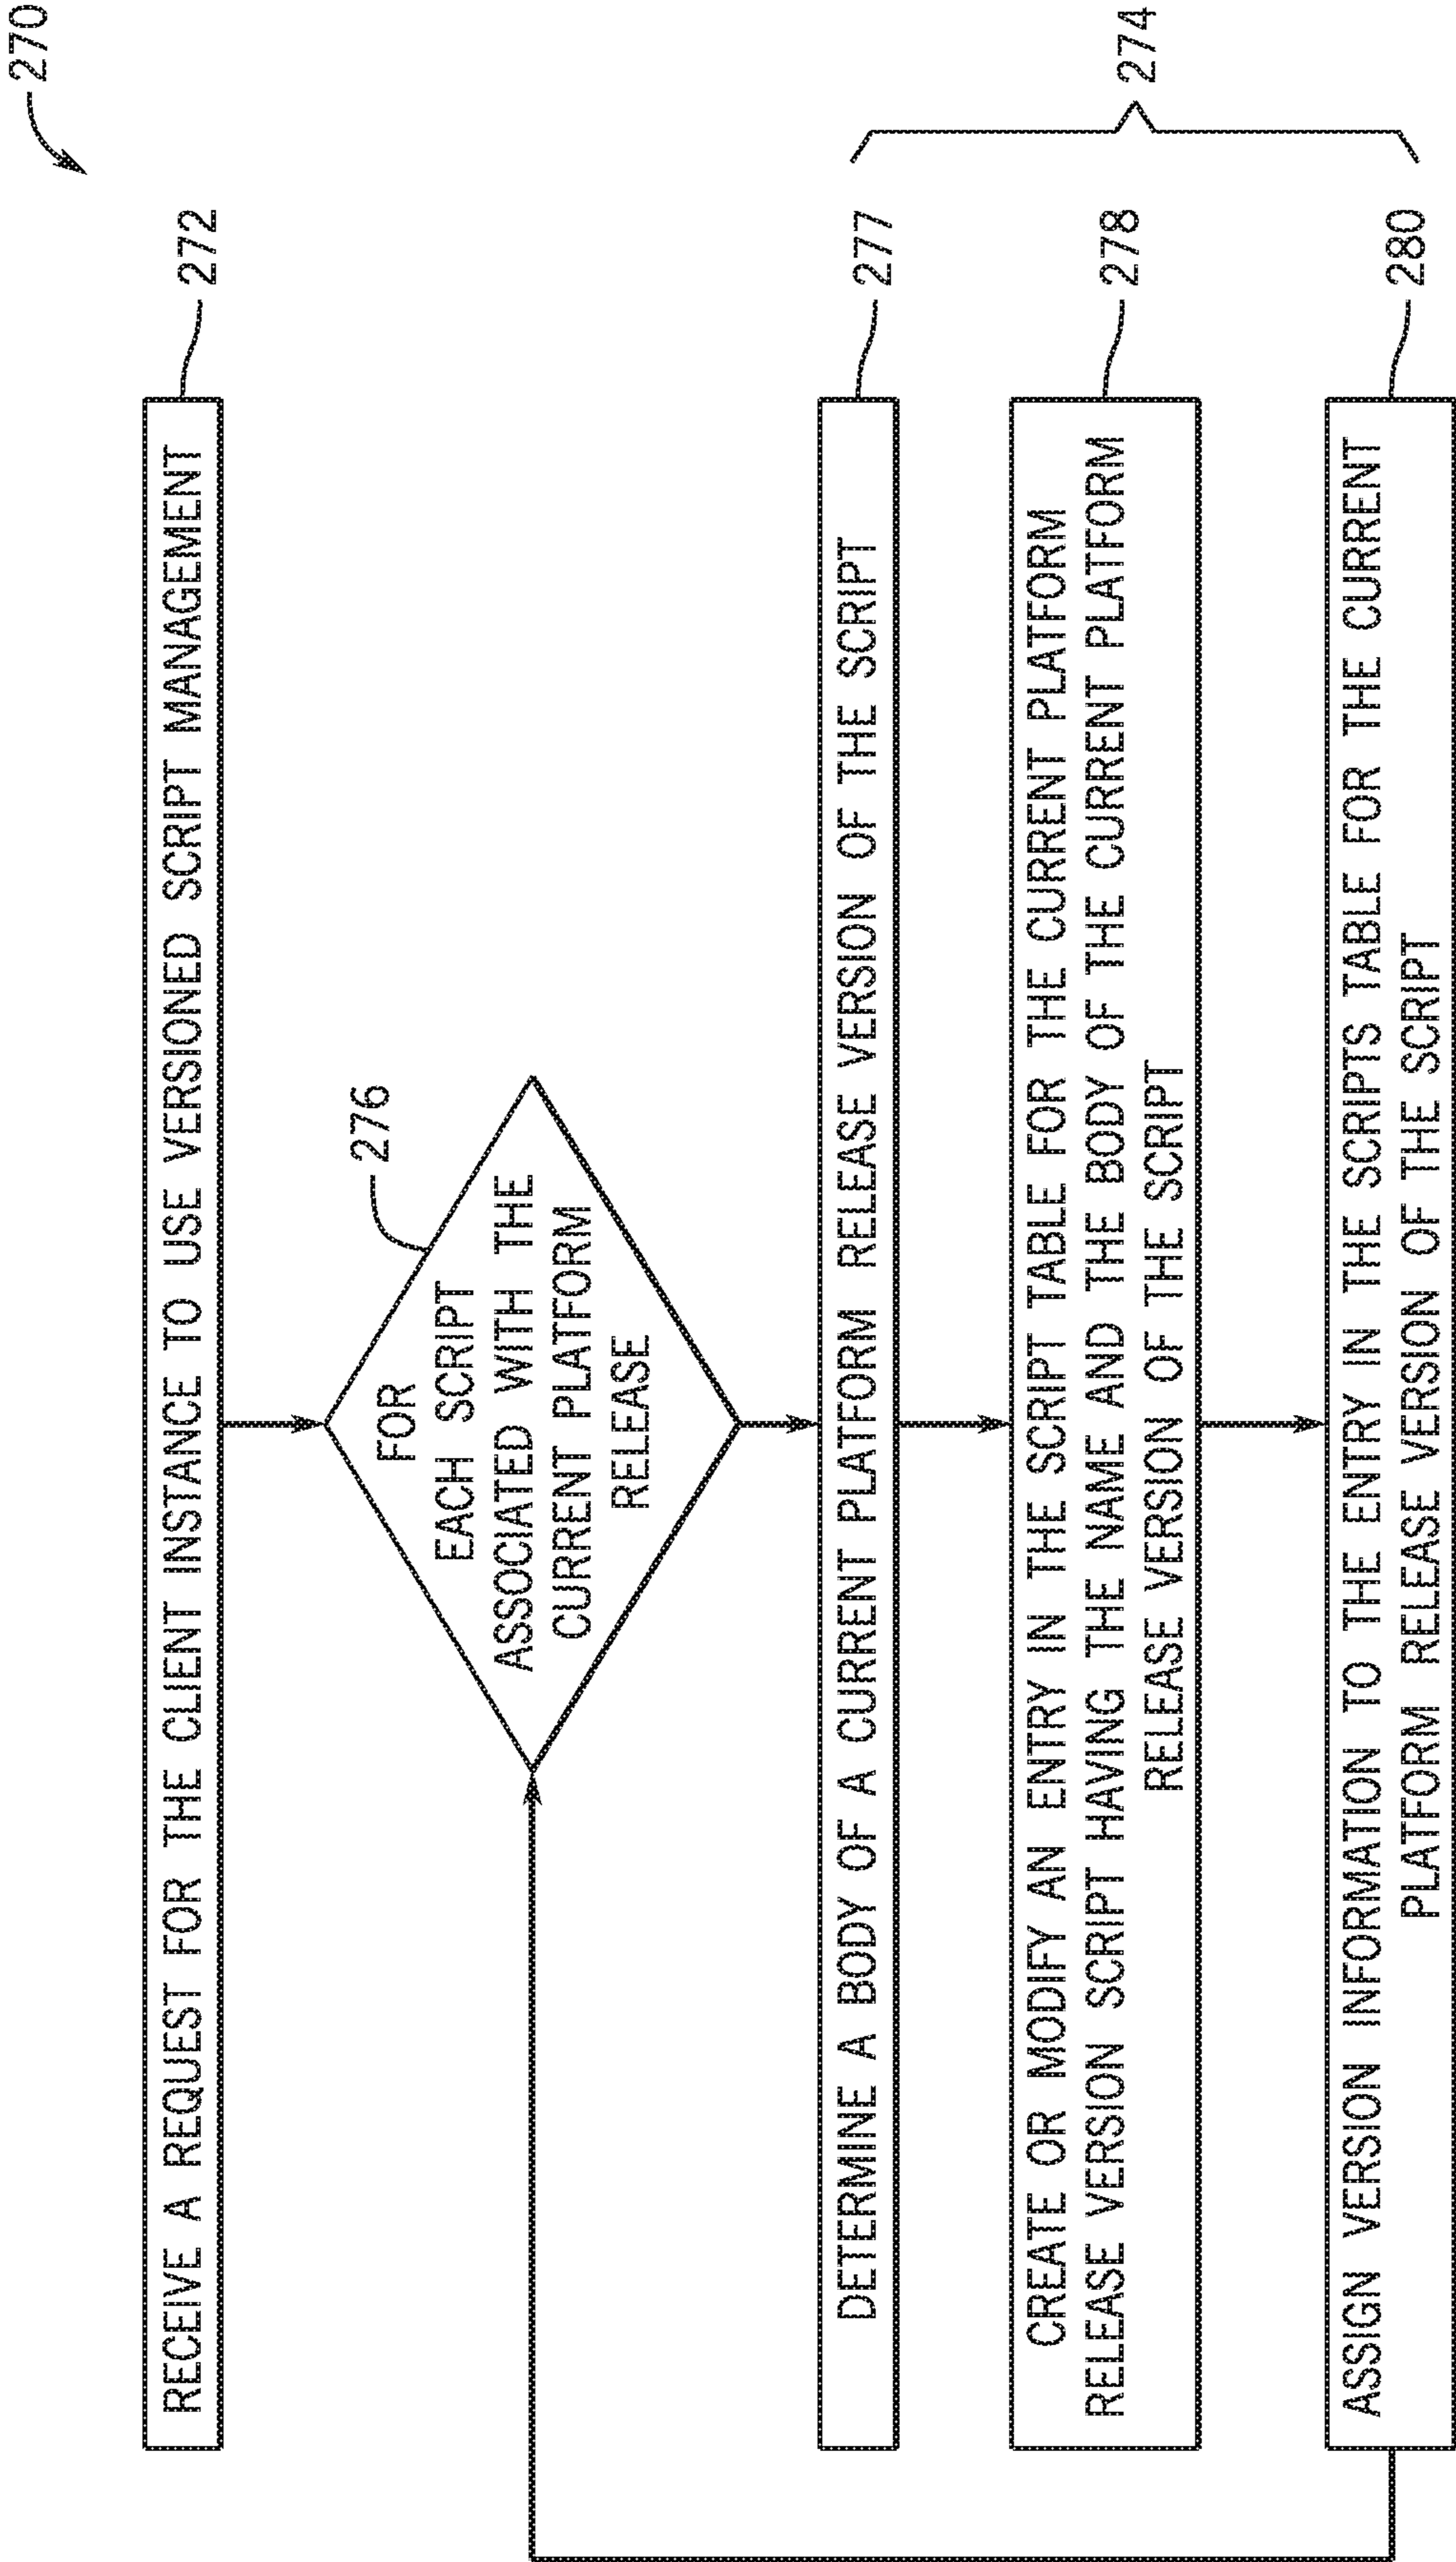 270
RECEIVE A REQUEST FOR THE CLIENT INSTANCE TO USE VERSIONED SCRIPT MANAGEMENT
272
276
FOR
EACH SCRIPT
ASSOCIATED WITH THE
CURRENT PLATFORM
RELEASE
DETERMINE A BODY OF A CURRENT PLATFORM RELEASE VERSION OF THE SCRIPT
277
CREATE OR MODIFY AN ENTRY IN THE SCRIPT TABLE FOR THE CURRENT PLATFORM
RELEASE VERSION SCRIPT HAVING THE NAME AND THE BODY OF THE CURRENT PLATFORM
RELEASE VERSION OF THE SCRIPT
278
274
ASSIGN VERSION INFORMATION TO THE ENTRY IN THE SCRIPTS TABLE FOR THE CURRENT
PLATFORM RELEASE VERSION OF THE SCRIPT
280